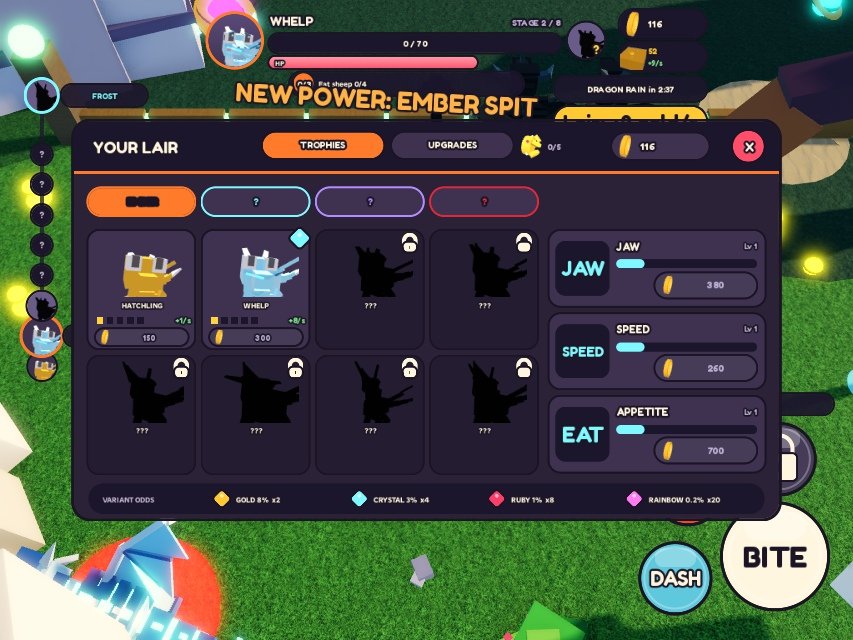 WHELP
STAGE 2 / 8
0 / 70
HP
Eat sheep 0/4
?
116
52
+9/s
DRAGON RAIN in 2:37
FROST
NEW POWER: EMBER SPIT
YOUR LAIR
TROPHIES
UPGRADES
0/5
116
X
?
?
?
HATCHLING
+1/s
150
WHELP
+8/s
300
???
???
???
???
???
???
JAW
JAW
Lv 1
380
SPEED
SPEED
Lv 1
260
EAT
APPETITE
Lv 1
700
VARIANT ODDS
GOLD 8% x2
CRYSTAL 3% x4
RUBY 1% x8
RAINBOW 0.2% x20
?
?
?
?
?
DASH
BITE